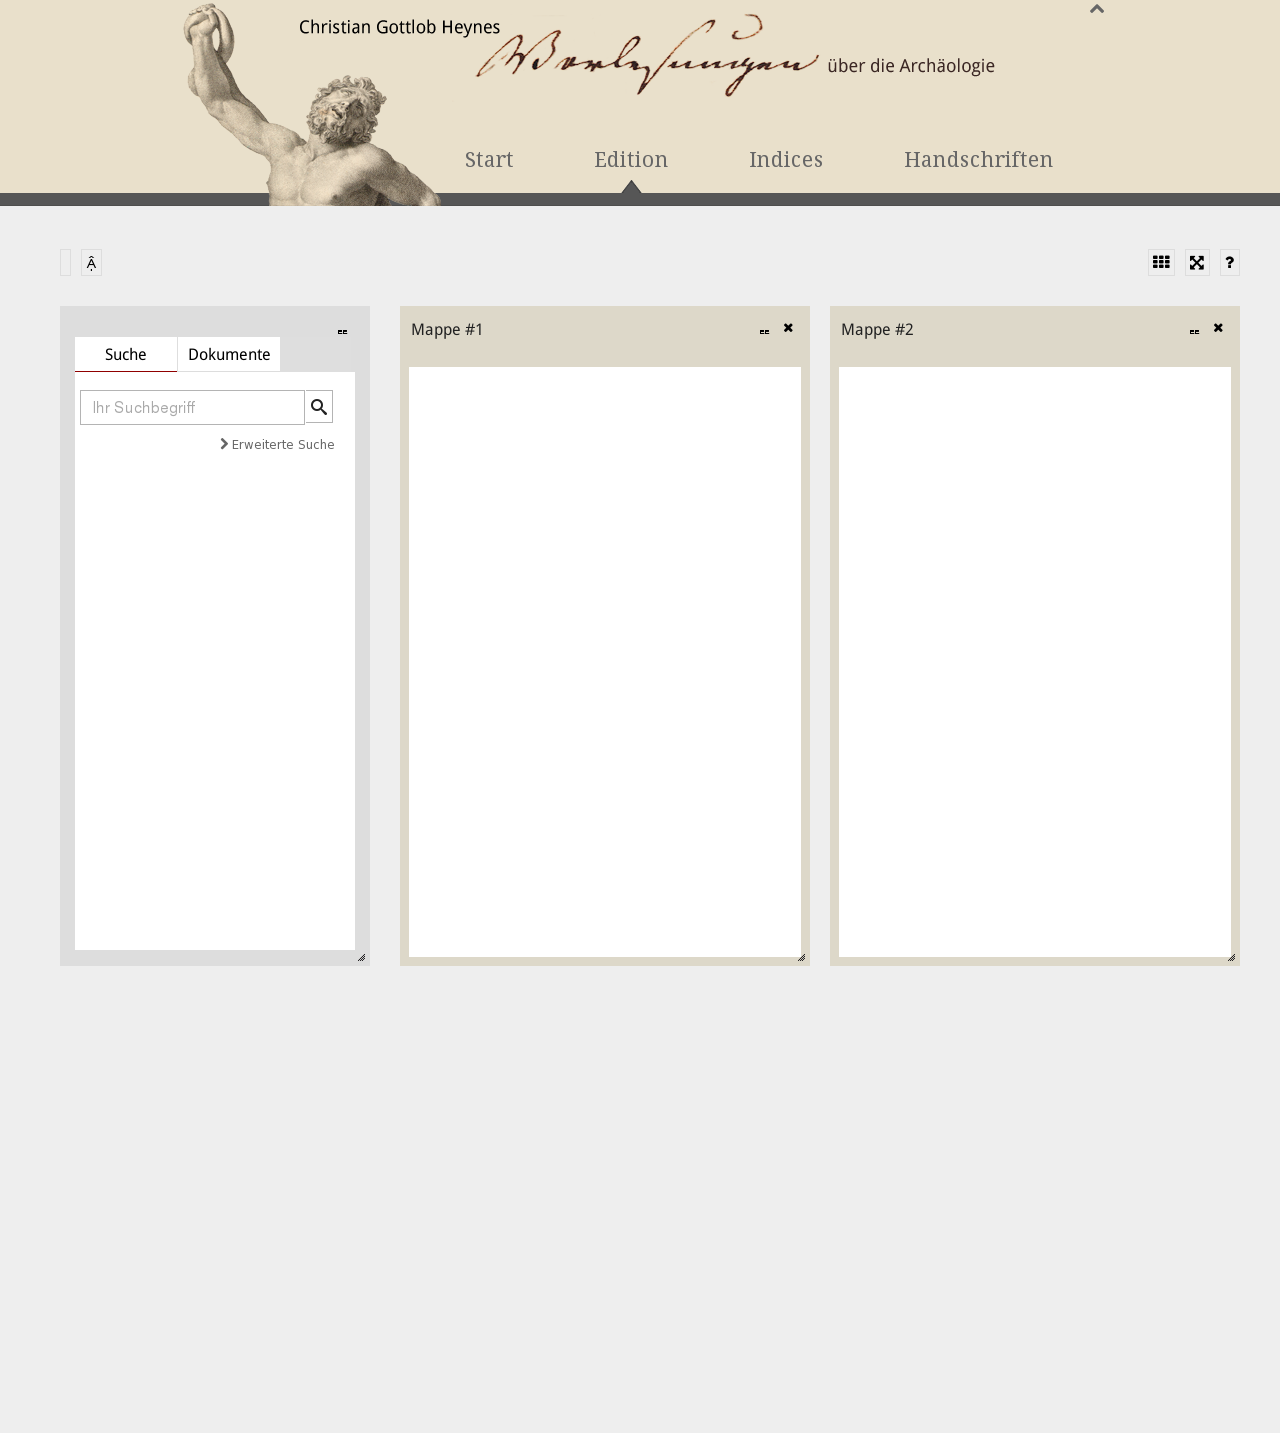 Christian Gottlob Heynes
Vorlesungen
über die Archäologie
Start Edition Indices Handschriften
Ậ ?
Mappe #1
Mappe #2
Suche Dokumente
Ihr Suchbegriff
Erweiterte Suche